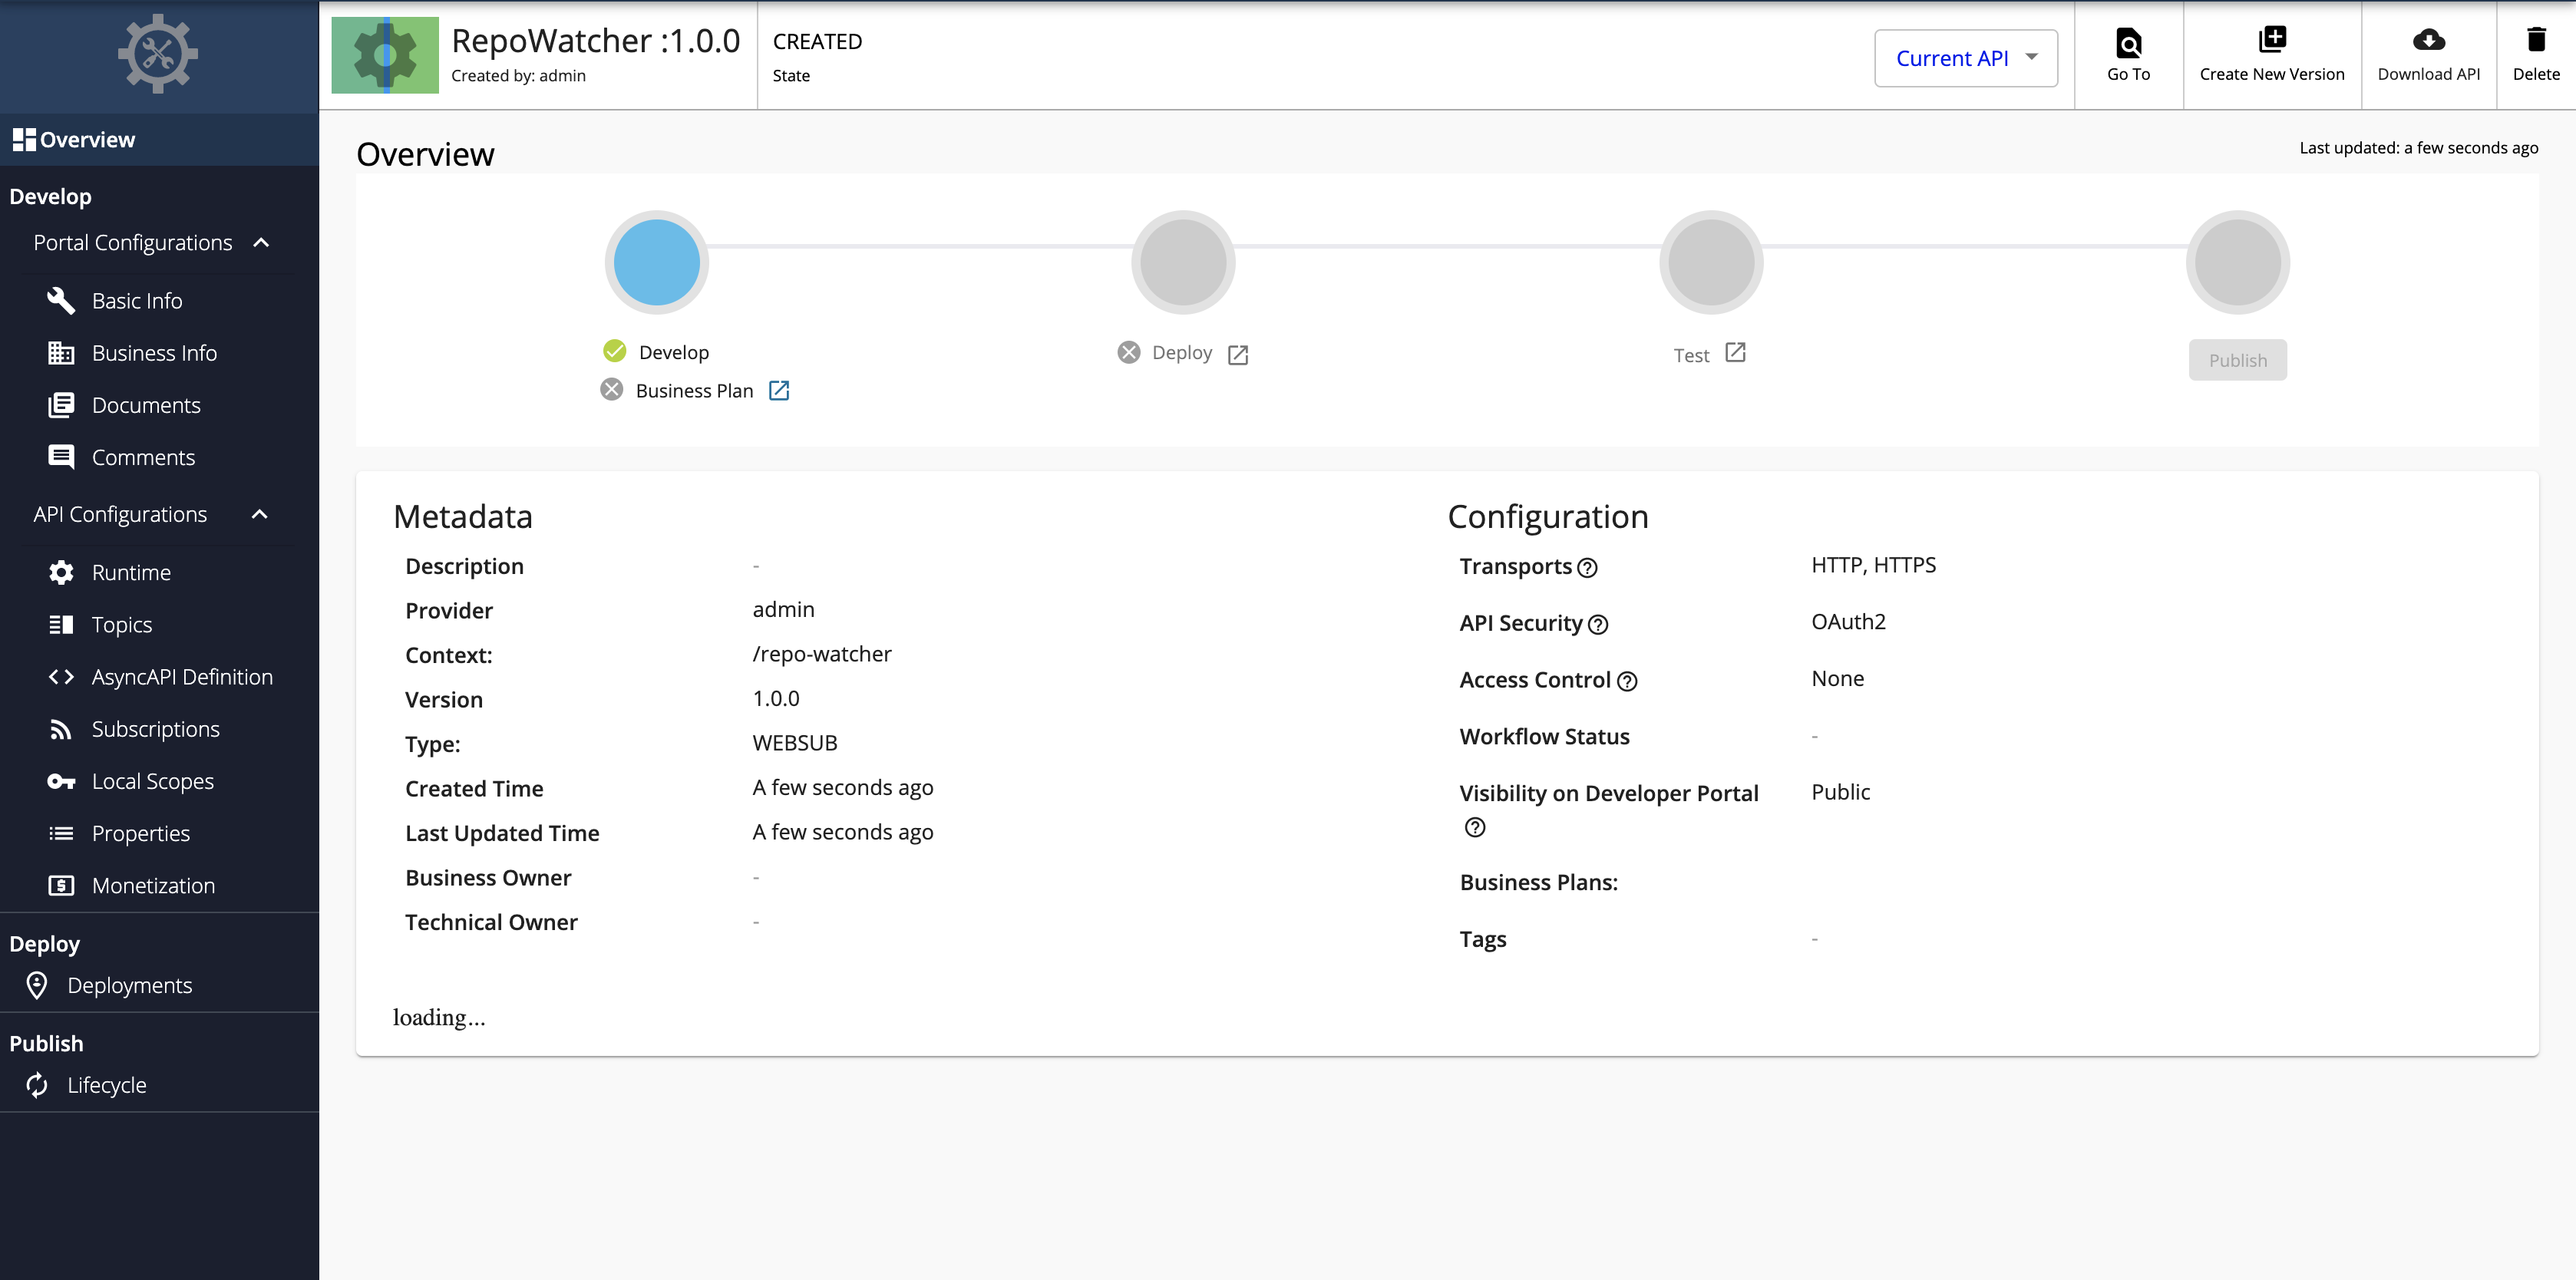 RepoWatcher :1.0.0
Created by: admin
CREATED
State
Current API
Go To
Create New Version
Download API
Delete
Overview
Develop
Portal Configurations
Basic Info
Business Info
Documents
Comments
API Configurations
Runtime
Topics
AsyncAPI Definition
Subscriptions
Local Scopes
Properties
Monetization
Deploy
Deployments
Publish
Lifecycle
Overview
Last updated: a few seconds ago
Develop
Business Plan
Deploy
Test
Publish
Metadata
Description -
Provider admin
Context: /repo-watcher
Version 1.0.0
Type: WEBSUB
Created Time A few seconds ago
Last Updated Time A few seconds ago
Business Owner -
Technical Owner -
Configuration
Transports HTTP, HTTPS
API Security OAuth2
Access Control None
Workflow Status -
Visibility on Developer Portal Public
Business Plans:
Tags -
loading...